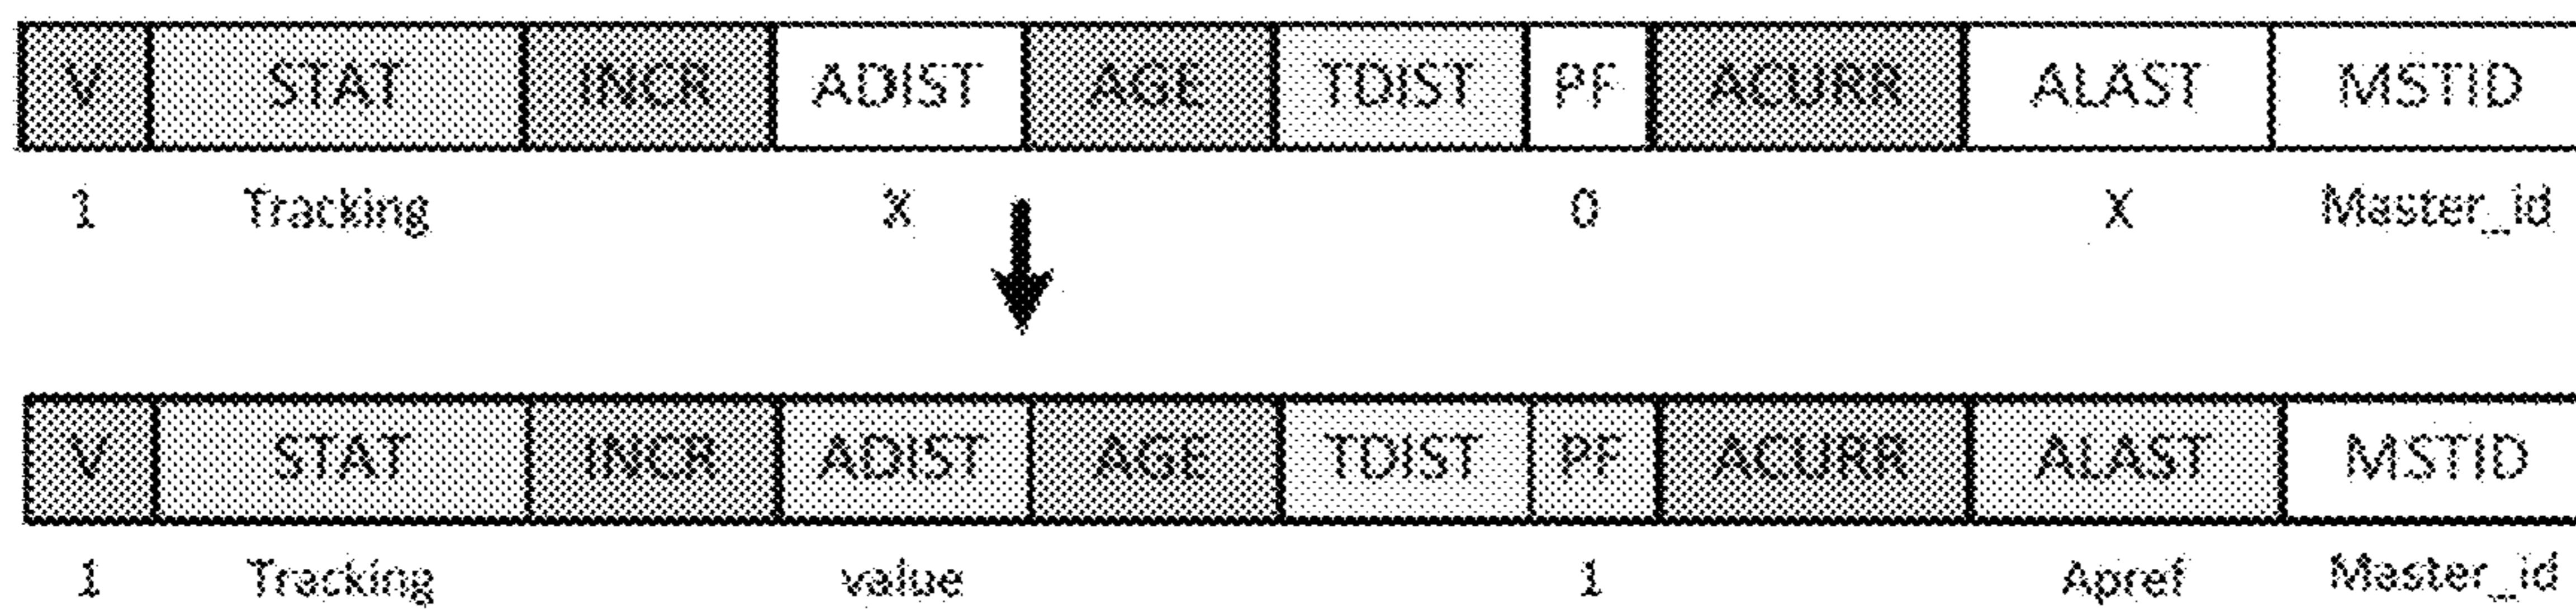 V STAT INCR ADIST AGE TDIST PF ACURR ALAST MSTID
1 Tracking X 0 X Master_id
V STAT INCR ADIST AGE TDIST PF ACURR ALAST MSTID
1 Tracking value 1 Apref Master_id